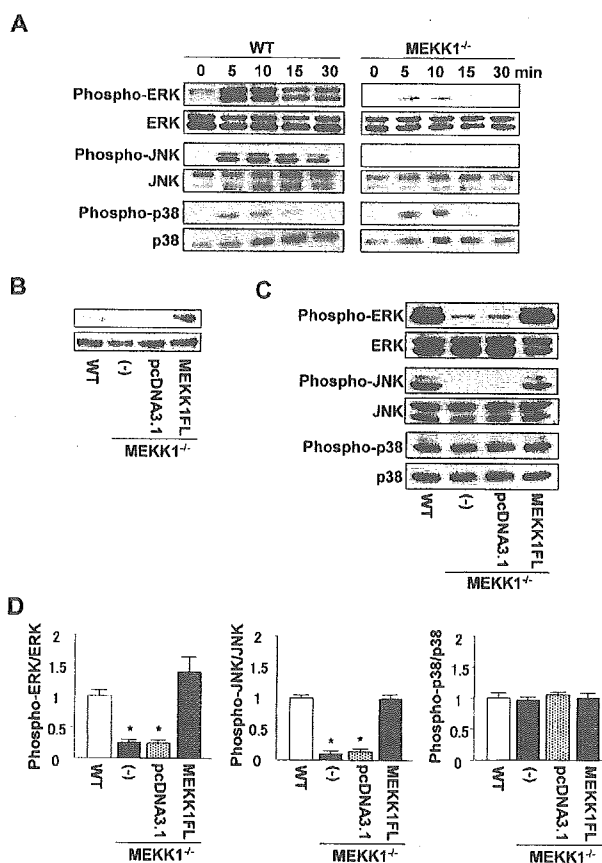 A
WT
MEKK1-/-
0 5 10 15 30
0 5 10 15 30 min
Phospho-ERK
ERK
Phospho-JNK
JNK
Phospho-p38
p38
B
WT
(-)
pcDNA3.1
MEKK1FL
MEKK1-/-
C
Phospho-ERK
ERK
Phospho-JNK
JNK
Phospho-p38
p38
WT
(-)
pcDNA3.1
MEKK1FL
MEKK1-/-
D
Phospho-ERK/ERK
2
1.5
1
0.5
0
* *
WT
(-)
pcDNA3.1
MEKK1FL
MEKK1-/-
Phospho-JNK/JNK
2
1.5
1
0.5
0
* *
WT
(-)
pcDNA3.1
MEKK1FL
MEKK1-/-
Phospho-p38/p38
2
1.5
1
0.5
0
WT
(-)
pcDNA3.1
MEKK1FL
MEKK1-/-